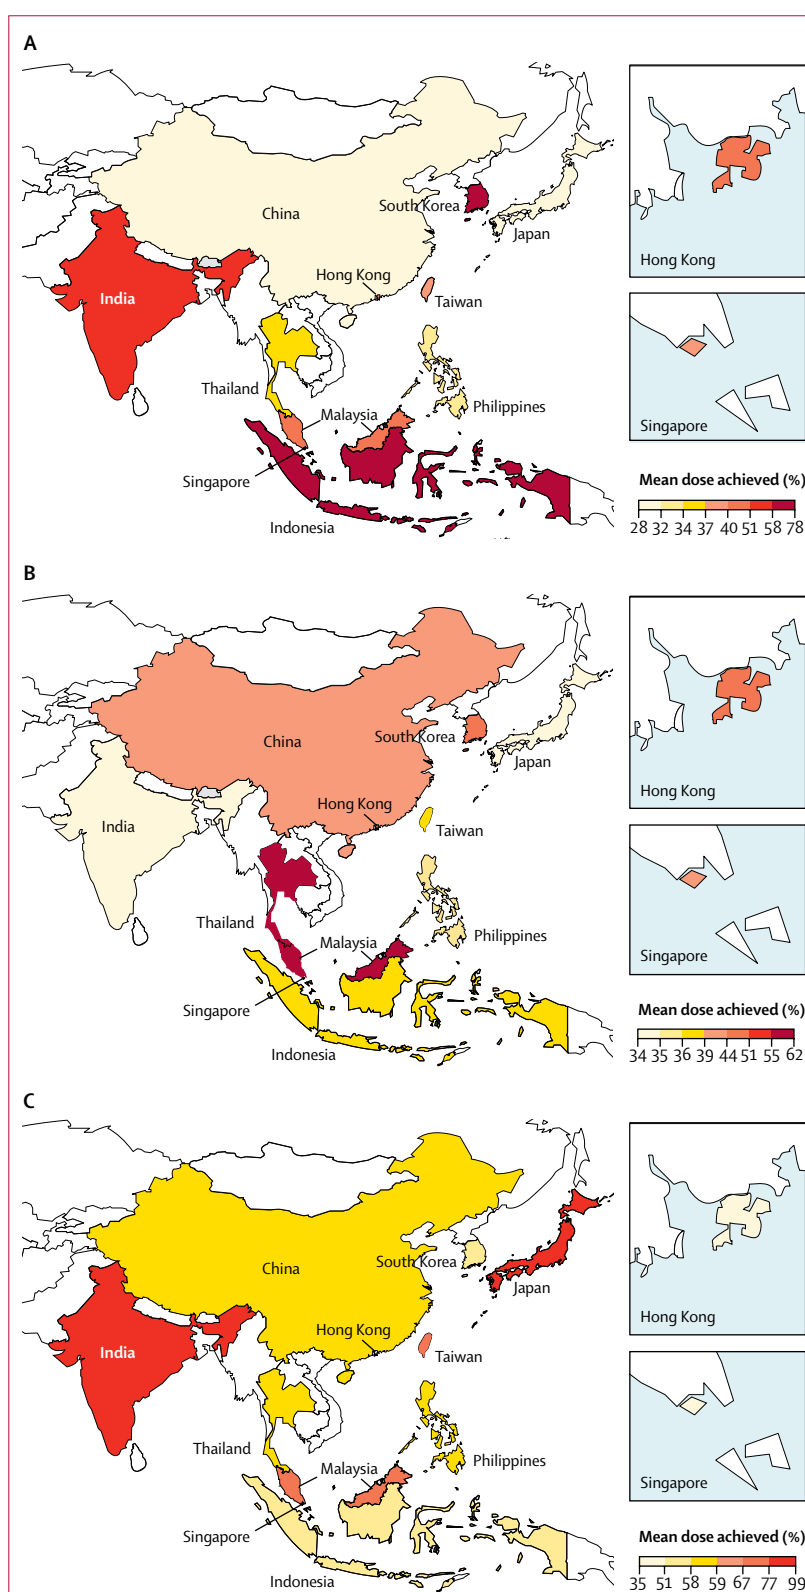 A
China
South Korea
Japan
Hong Kong
India
Taiwan
Thailand
Malaysia
Philippines
Singapore
Indonesia
Hong Kong
Singapore
Mean dose achieved (%)
28 32 34 37 40 51 58 78
B
China
South Korea
Japan
Hong Kong
India
Taiwan
Thailand
Malaysia
Philippines
Singapore
Indonesia
Hong Kong
Singapore
Mean dose achieved (%)
34 35 36 39 44 51 55 62
C
China
South Korea
Japan
Hong Kong
India
Taiwan
Thailand
Malaysia
Philippines
Singapore
Indonesia
Hong Kong
Singapore
Mean dose achieved (%)
35 51 58 59 67 77 99